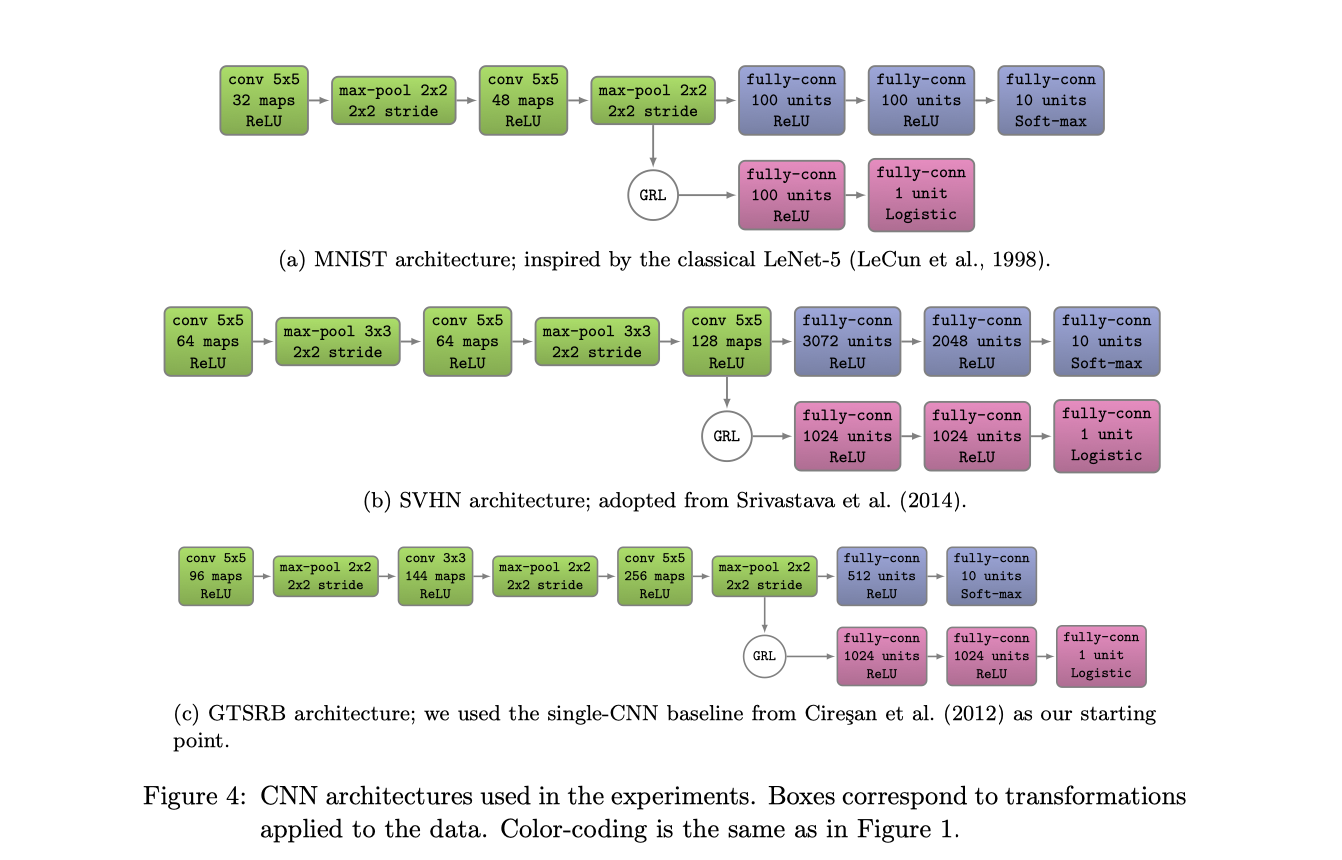 conv 5x5
32 maps
ReLU
max-pool 2x2
2x2 stride
conv 5x5
48 maps
ReLU
max-pool 2x2
2x2 stride
fully-conn
100 units
ReLU
fully-conn
100 units
ReLU
fully-conn
10 units
Soft-max
GRL
fully-conn
100 units
ReLU
fully-conn
1 unit
Logistic
(a) MNIST architecture; inspired by the classical LeNet-5 (LeCun et al., 1998).
conv 5x5
64 maps
ReLU
max-pool 3x3
2x2 stride
conv 5x5
64 maps
ReLU
max-pool 3x3
2x2 stride
conv 5x5
128 maps
ReLU
fully-conn
3072 units
ReLU
fully-conn
2048 units
ReLU
fully-conn
10 units
Soft-max
GRL
fully-conn
1024 units
ReLU
fully-conn
1024 units
ReLU
fully-conn
1 unit
Logistic
(b) SVHN architecture; adopted from Srivastava et al. (2014).
conv 5x5
96 maps
ReLU
max-pool 2x2
2x2 stride
conv 3x3
144 maps
ReLU
max-pool 2x2
2x2 stride
conv 5x5
256 maps
ReLU
max-pool 2x2
2x2 stride
fully-conn
512 units
ReLU
fully-conn
10 units
Soft-max
GRL
fully-conn
1024 units
ReLU
fully-conn
1024 units
ReLU
fully-conn
1 unit
Logistic
(c) GTSRB architecture; we used the single-CNN baseline from Cireşan et al. (2012) as our starting
point.
Figure 4: CNN architectures used in the experiments. Boxes correspond to transformations
applied to the data. Color-coding is the same as in Figure 1.